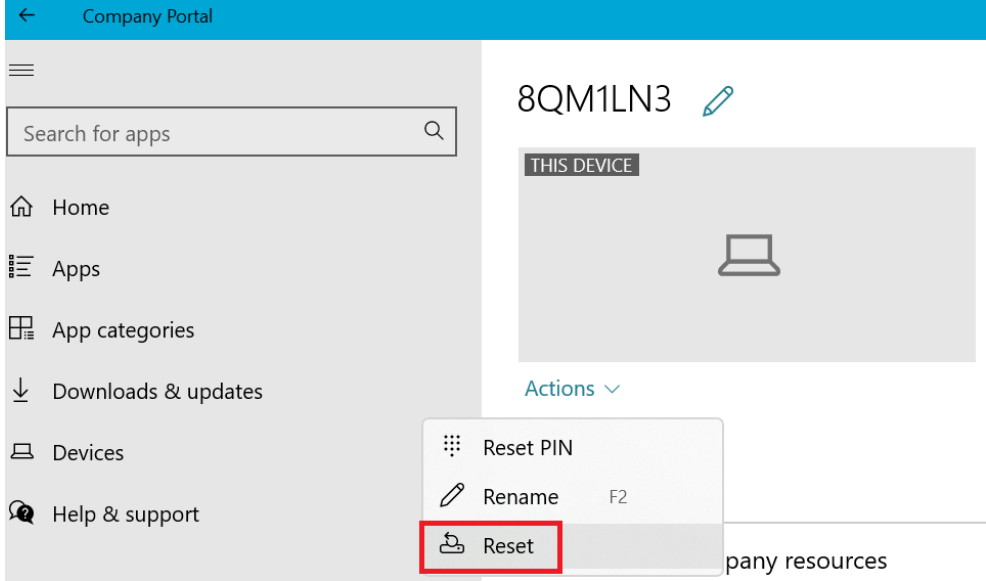 Company Portal
8QM1LN3
Search for apps
THIS DEVICE
Home
Apps
App categories
Downloads & updates
Devices
Help & support
Actions
Reset PIN
Rename F2
Reset
pany resources